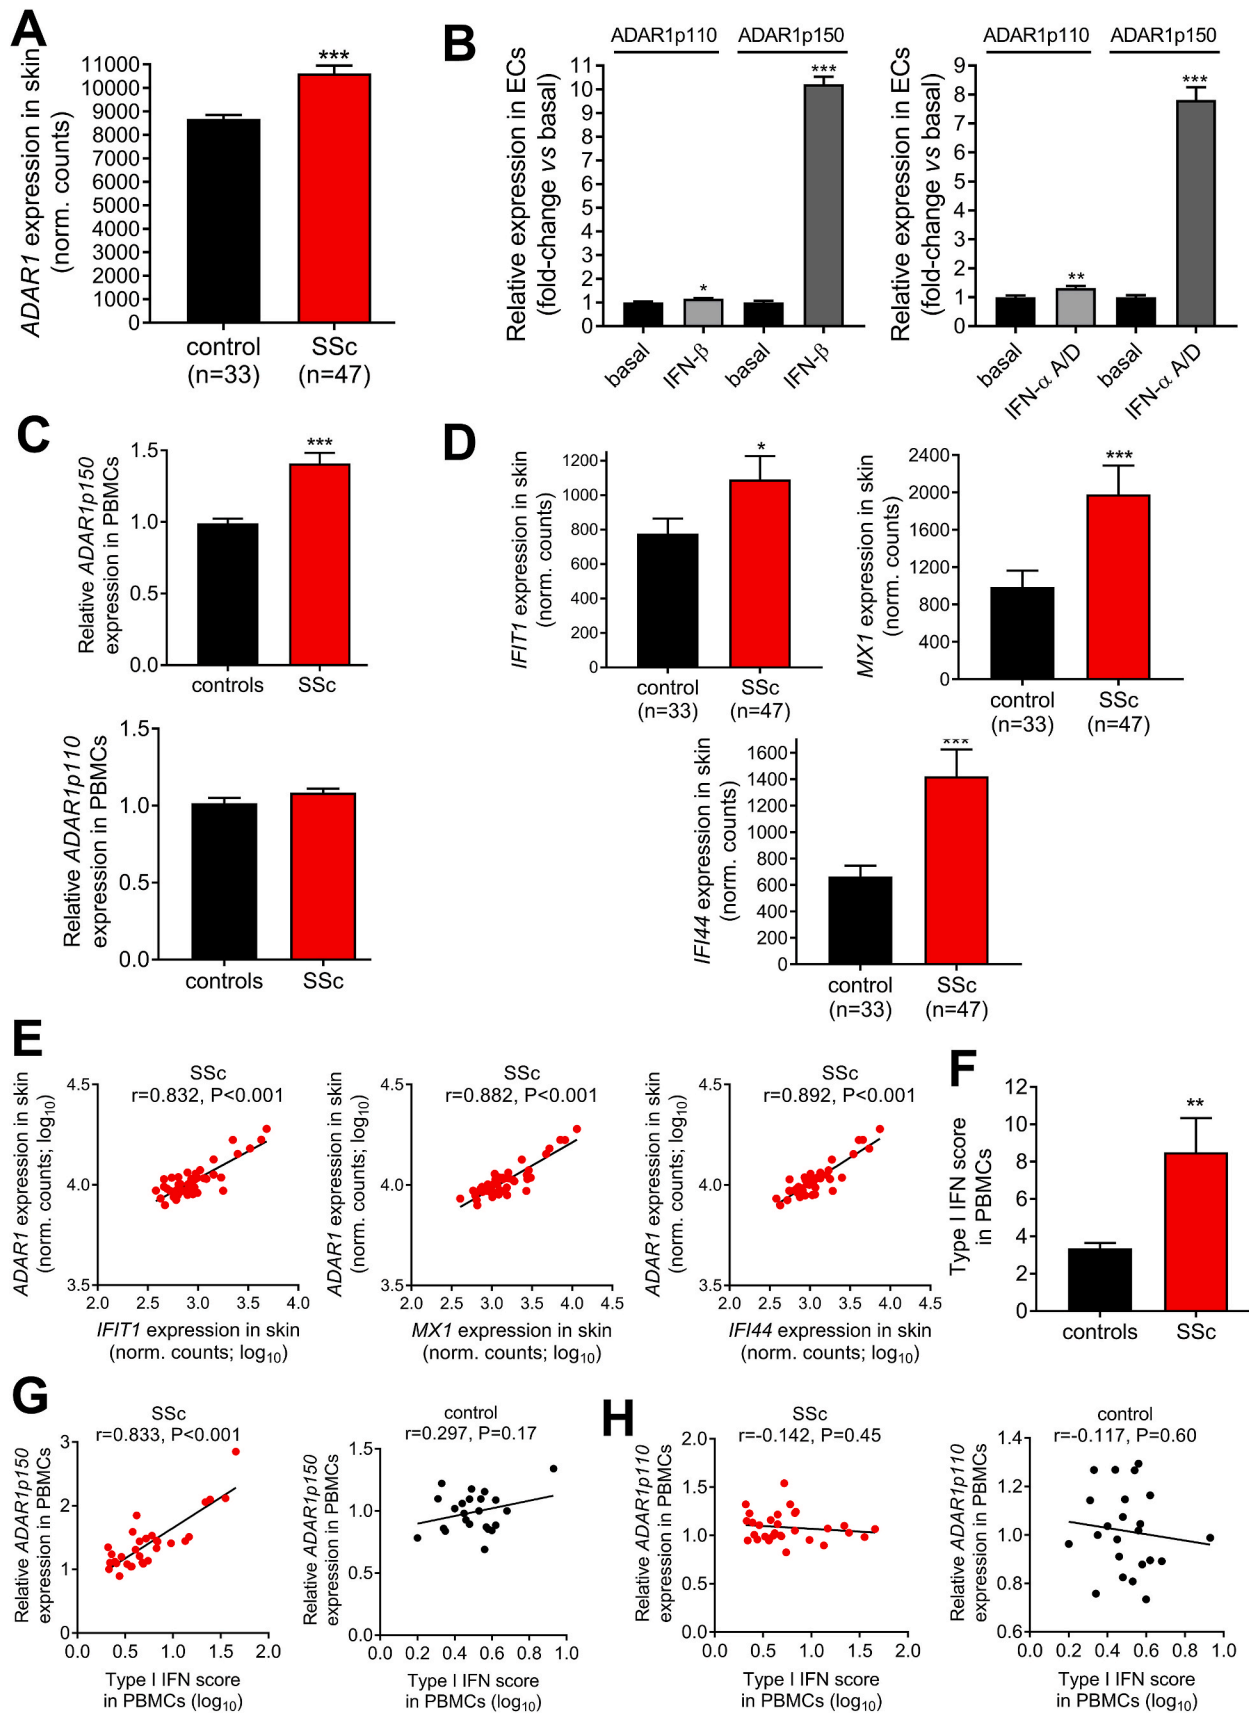 A
ADAR1 expression in skin
(norm. counts)
11000
10000
9000
8000
7000
6000
5000
4000
3000
2000
1000
0
***
control
(n=33)
SSc
(n=47)
B
ADAR1p110
ADAR1p150
Relative expression in ECs
(fold-change vs basal)
11
10
9
8
7
6
5
4
3
2
1
0
*
***
basal
IFN-β
basal
IFN-β
ADAR1p110
ADAR1p150
Relative expression in ECs
(fold-change vs basal)
9
8
7
6
5
4
3
2
1
0
**
***
basal
IFN-α A/D
basal
IFN-α A/D
C
Relative ADAR1p150
expression in PBMCs
1.5
1.0
0.5
0.0
***
controls
SSc
Relative ADAR1p110
expression in PBMCs
1.5
1.0
0.5
0.0
controls
SSc
D
IFIT1 expression in skin
(norm. counts)
1200
1000
800
600
400
200
0
*
control
(n=33)
SSc
(n=47)
MX1 expression in skin
(norm. counts)
2400
2000
1600
1200
800
400
0
***
control
(n=33)
SSc
(n=47)
IFI44 expression in skin
(norm. counts)
1600
1400
1200
1000
800
600
400
200
0
***
control
(n=33)
SSc
(n=47)
E
SSc
r=0.832, P<0.001
ADAR1 expression in skin
(norm. counts; log10)
4.5
4.0
3.5
2.0 2.5 3.0 3.5 4.0
IFIT1 expression in skin
(norm. counts; log10)
SSc
r=0.882, P<0.001
ADAR1 expression in skin
(norm. counts; log10)
4.5
4.0
3.5
2.0 2.5 3.0 3.5 4.0 4.5
MX1 expression in skin
(norm. counts; log10)
SSc
r=0.892, P<0.001
ADAR1 expression in skin
(norm. counts; log10)
4.5
4.0
3.5
2.0 2.5 3.0 3.5 4.0 4.5
IFI44 expression in skin
(norm. counts; log10)
F
Type I IFN score
in PBMCs
12
10
8
6
4
2
0
**
controls
SSc
G
SSc
r=0.833, P<0.001
Relative ADAR1p150
expression in PBMCs
3
2
1
0
0.0 0.5 1.0 1.5 2.0
Type I IFN score
in PBMCs (log10)
control
r=0.297, P=0.17
Relative ADAR1p150
expression in PBMCs
1.5
1.0
0.5
0.0
0.0 0.2 0.4 0.6 0.8 1.0
Type I IFN score
in PBMCs (log10)
H
SSc
r=-0.142, P=0.45
Relative ADAR1p110
expression in PBMCs
2.0
1.5
1.0
0.5
0.0
0.0 0.5 1.0 1.5 2.0
Type I IFN score
in PBMCs (log10)
control
r=-0.117, P=0.60
Relative ADAR1p110
expression in PBMCs
1.4
1.2
1.0
0.8
0.6
0.0 0.2 0.4 0.6 0.8 1.0
Type I IFN score
in PBMCs (log10)